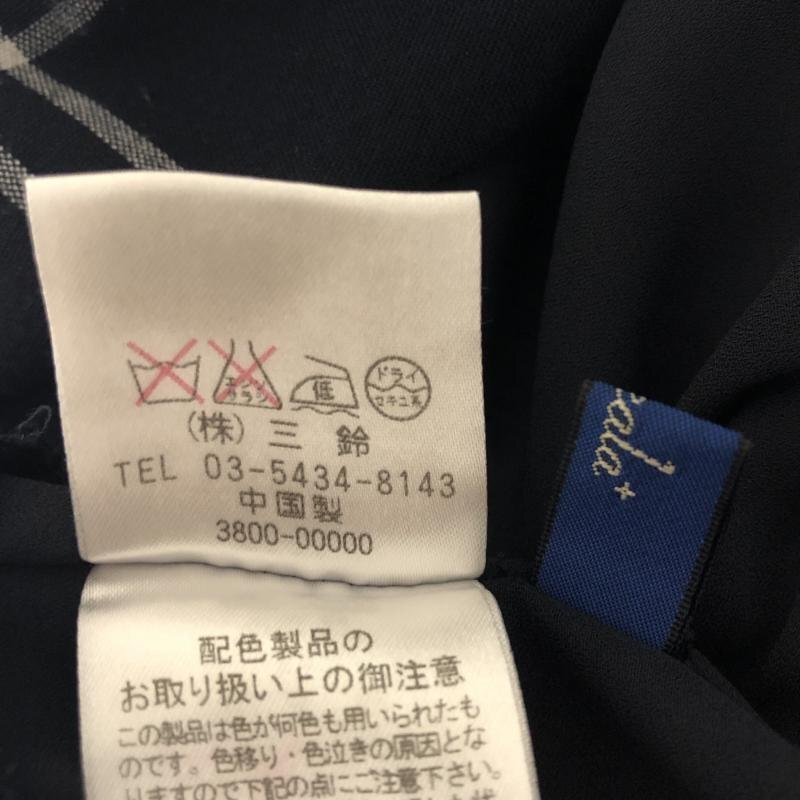 エンソ
サラシ
低
ドライ
セキユ系
(株) 三 鈴
TEL 03-5434-8143
中国製
3800-00000
配色製品の
お取り扱い上の御注意
この製品は色が何色も用いられたも
のです。色移り・色泣きの原因とな
りますので下記の点にご注意下さい。
cala+
1